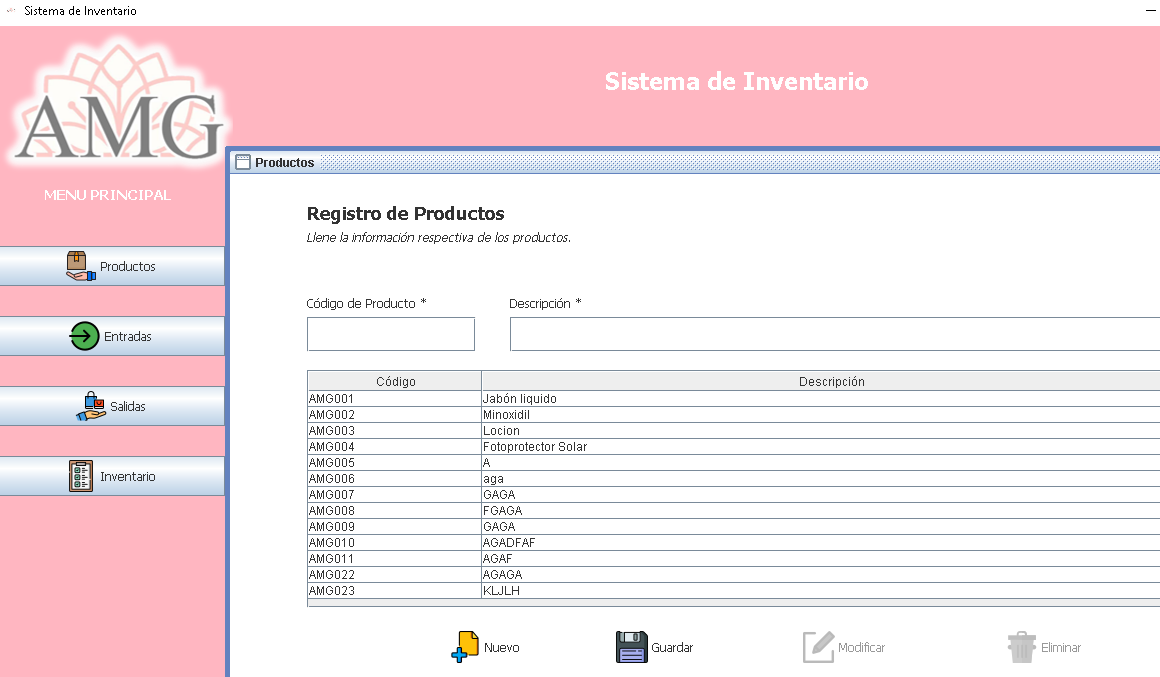 Sistema de Inventario
AMG
Sistema de Inventario
MENU PRINCIPAL
Productos
Entradas
Salidas
Inventario
Productos
Registro de Productos
Llene la información respectiva de los productos.
Código de Producto * Descripción *
Código Descripción
AMG001 Jabón liquido
AMG002 Minoxidil
AMG003 Locion
AMG004 Fotoprotector Solar
AMG005 A
AMG006 aga
AMG007 GAGA
AMG008 FGAGA
AMG009 GAGA
AMG010 AGADFAF
AMG011 AGAF
AMG022 AGAGA
AMG023 KLJLH
Nuevo Guardar Modificar Eliminar